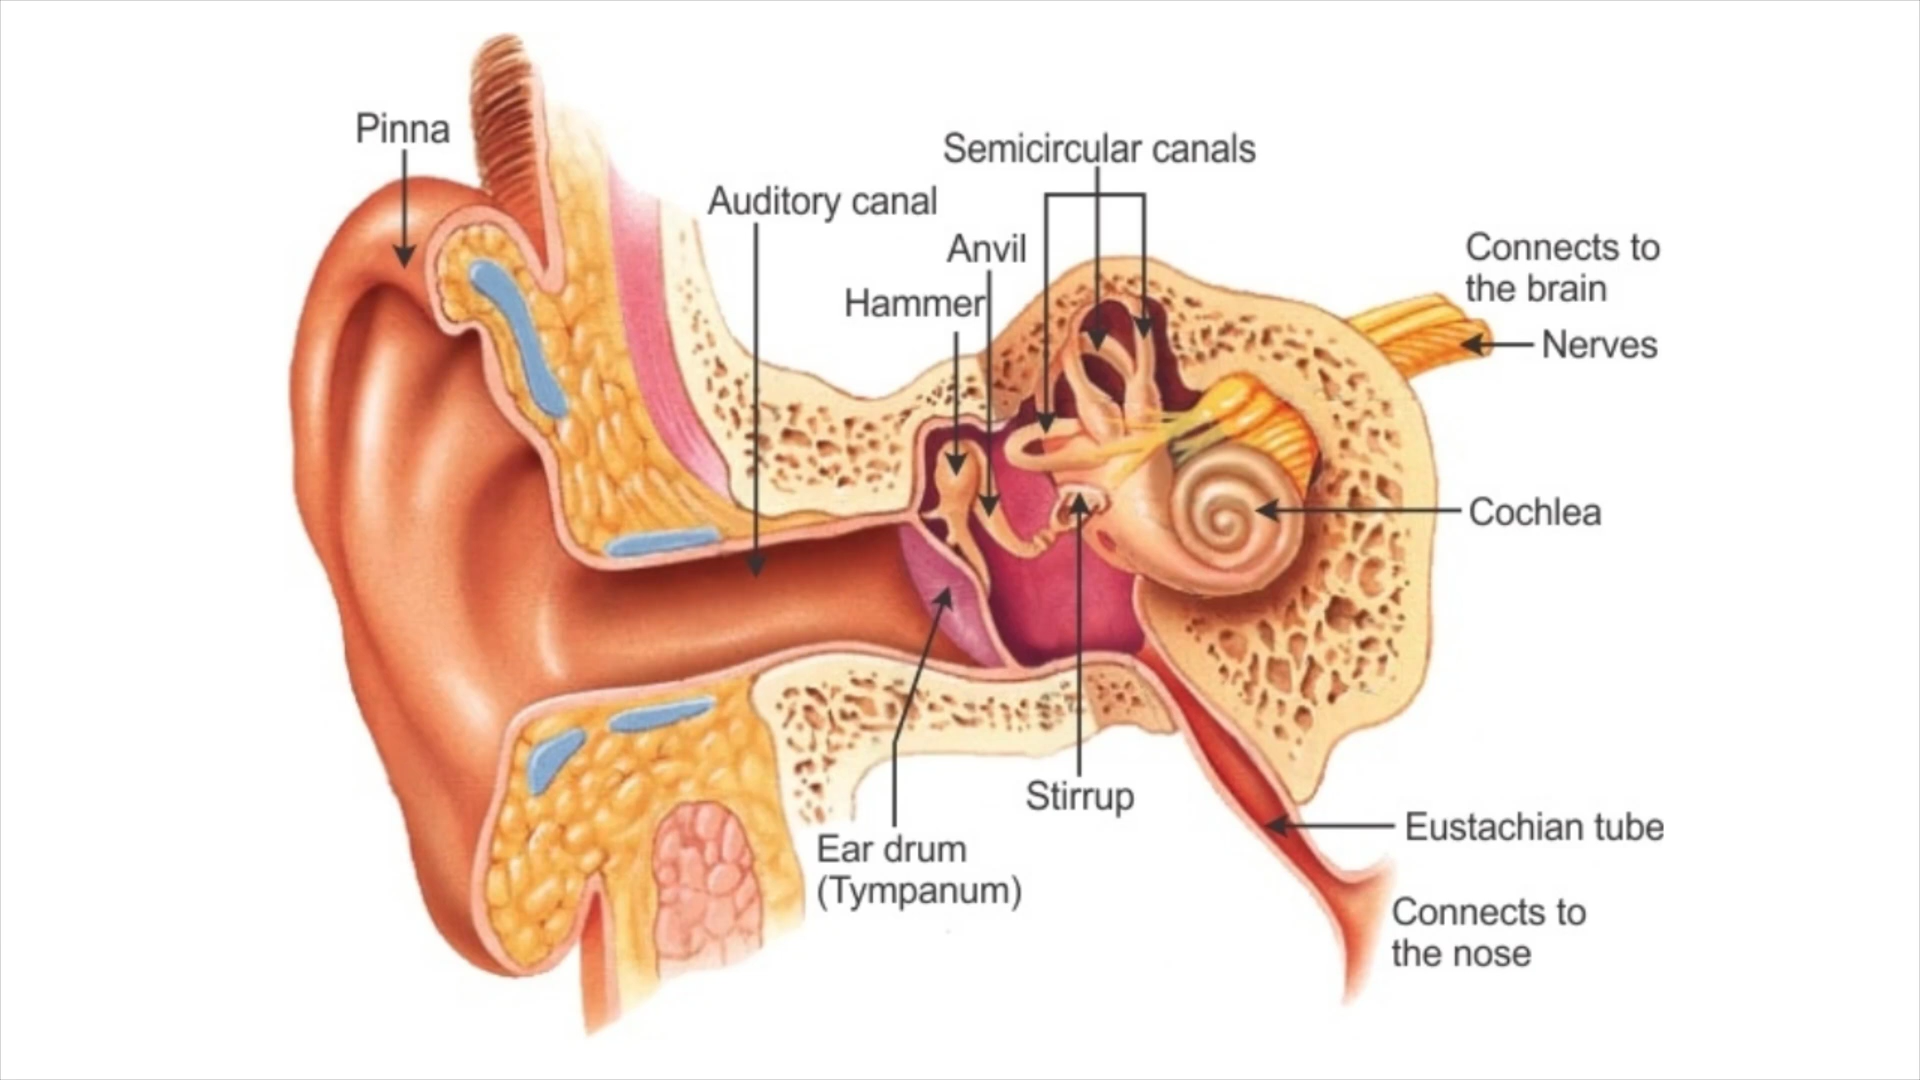 Pinna
Semicircular canals
Auditory canal
Anvil
Connects to
the brain
Hammer
Nerves
Cochlea
Stirrup
Eustachian tube
Ear drum
(Tympanum)
Connects to
the nose